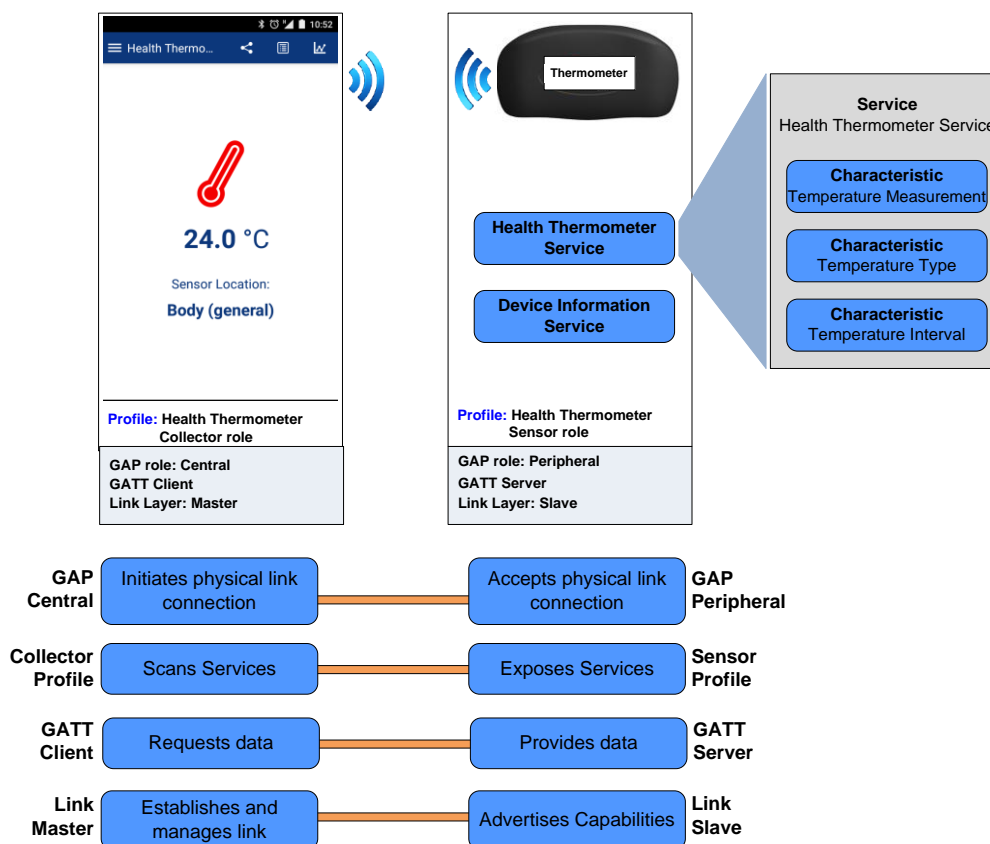 10:52
Health Thermo...
24.0 °C
Sensor Location:
Body (general)
Profile: Health Thermometer
Collector role
GAP role: Central
GATT Client
Link Layer: Master
Thermometer
Health Thermometer
Service
Device Information
Service
Profile: Health Thermometer
Sensor role
GAP role: Peripheral
GATT Server
Link Layer: Slave
Service
Health Thermometer Service
Characteristic
Temperature Measurement
Characteristic
Temperature Type
Characteristic
Temperature Interval
GAP
Central
Initiates physical link
connection
Accepts physical link
connection
GAP
Peripheral
Collector
Profile
Scans Services
Exposes Services
Sensor
Profile
GATT
Client
Requests data
Provides data
GATT
Server
Link
Master
Establishes and
manages link
Advertises Capabilities
Link
Slave